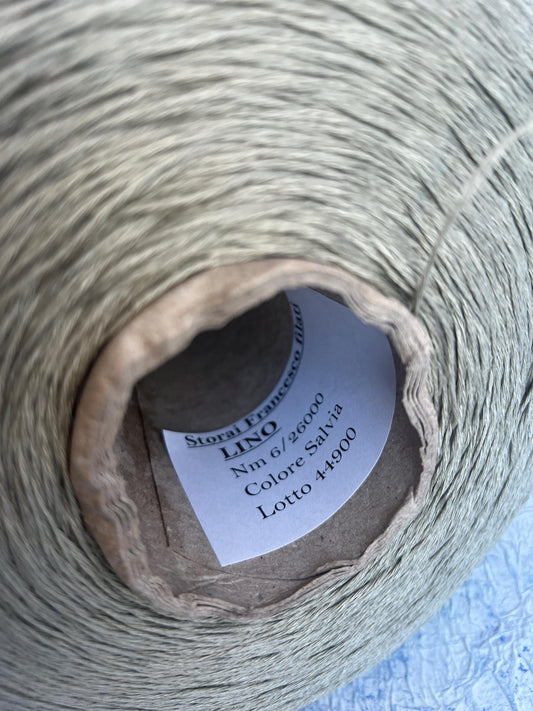 Storai Francesco filati
LINO
Nm 6/26000
Colore Salvia
Lotto 44900